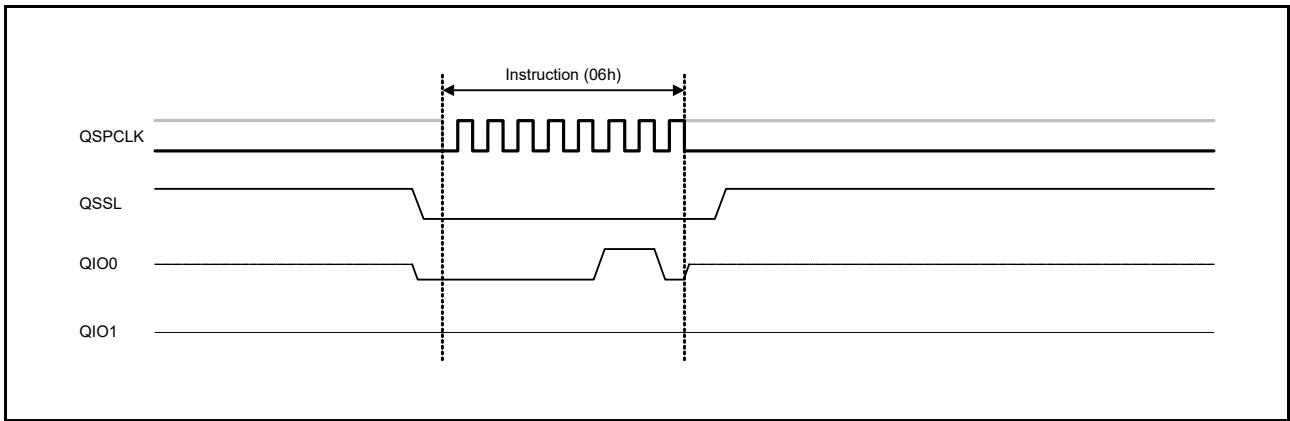 Instruction (06h)
QSPCLK
QSSL
QIO0
QIO1